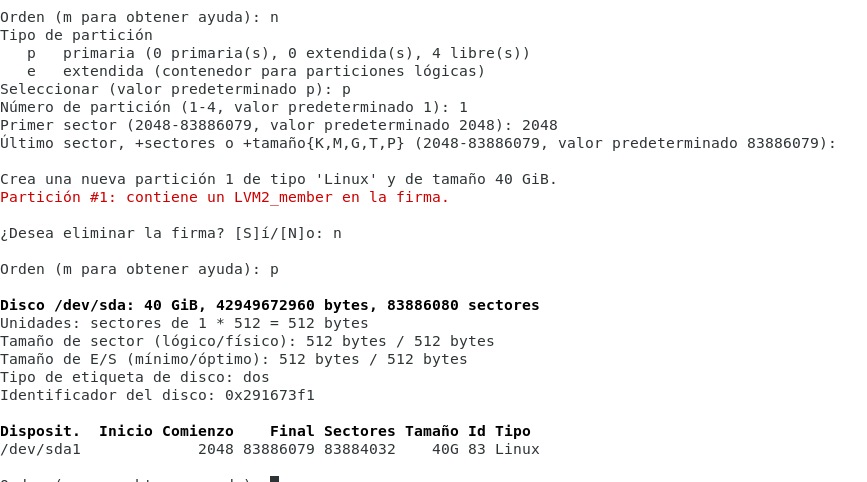 Orden (m para obtener ayuda): n
Tipo de partición
   p   primaria (0 primaria(s), 0 extendida(s), 4 libre(s))
   e   extendida (contenedor para particiones lógicas)
Seleccionar (valor predeterminado p): p
Número de partición (1-4, valor predeterminado 1): 1
Primer sector (2048-83886079, valor predeterminado 2048): 2048
Último sector, +sectores o +tamaño{K,M,G,T,P} (2048-83886079, valor predeterminado 83886079):
Crea una nueva partición 1 de tipo 'Linux' y de tamaño 40 GiB.
Partición #1: contiene un LVM2_member en la firma.
¿Desea eliminar la firma? [S]í/[N]o: n
Orden (m para obtener ayuda): p
Disco /dev/sda: 40 GiB, 42949672960 bytes, 83886080 sectores
Unidades: sectores de 1 * 512 = 512 bytes
Tamaño de sector (lógico/físico): 512 bytes / 512 bytes
Tamaño de E/S (mínimo/óptimo): 512 bytes / 512 bytes
Tipo de etiqueta de disco: dos
Identificador del disco: 0x291673f1
Disposit.  Inicio Comienzo    Final Sectores Tamaño Id Tipo
/dev/sda1             2048 83886079 83884032    40G 83 Linux